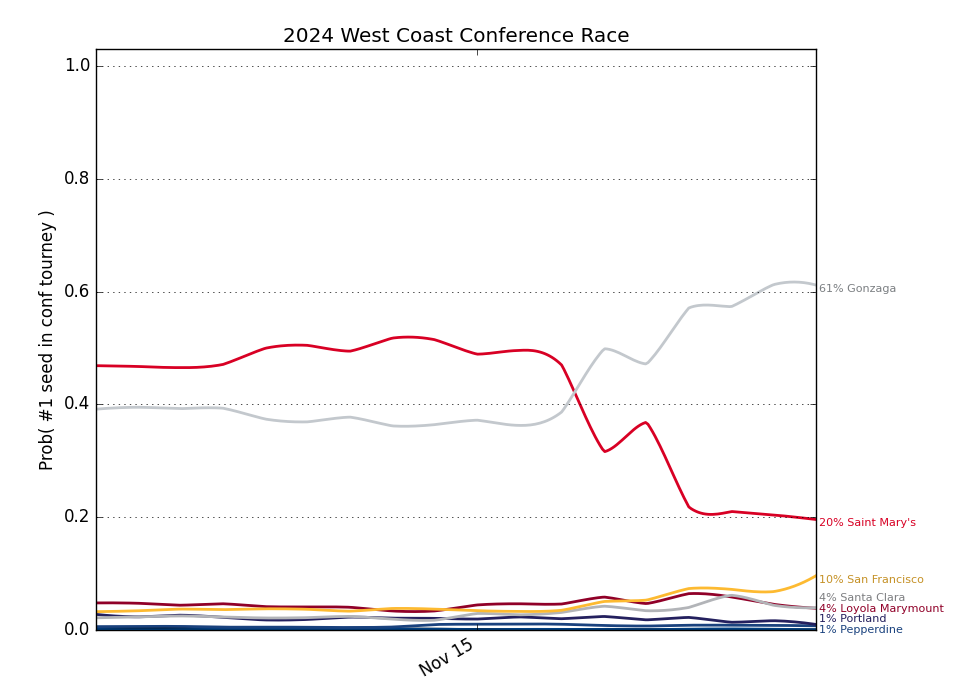 2024 West Coast Conference Race
Prob( #1 seed in conf tourney )
1.0
0.8
0.6
0.4
0.2
0.0
Nov 15
61% Gonzaga
20% Saint Mary's
10% San Francisco
4% Santa Clara
4% Loyola Marymount
1% Portland
1% Pepperdine